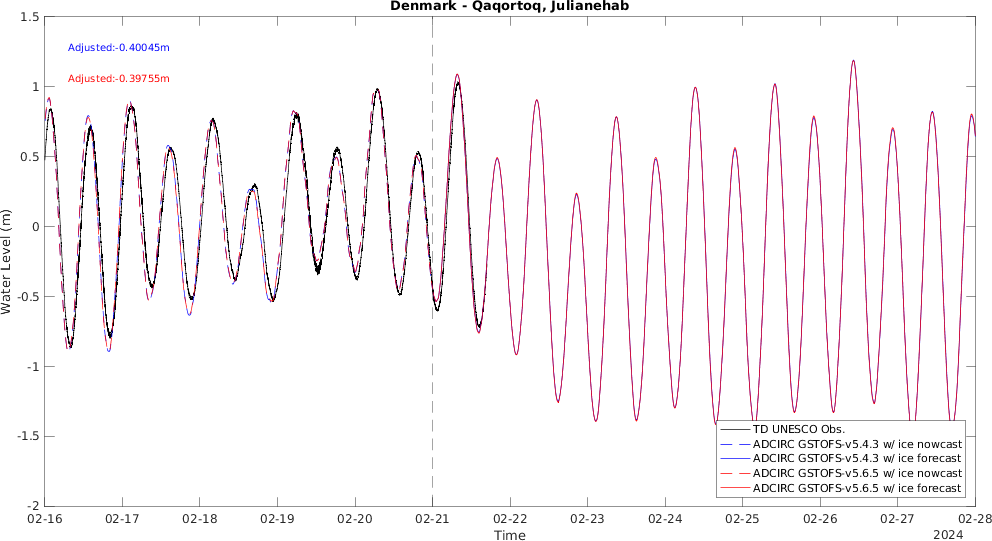 Denmark - Qaqortoq, Julianehab
Adjusted:-0.40045m
Adjusted:-0.39755m
Water Level (m)
1.5
1
0.5
0
-0.5
-1
-1.5
-2
TD UNESCO Obs.
ADCIRC GSTOFS-v5.4.3 w/ ice nowcast
ADCIRC GSTOFS-v5.4.3 w/ ice forecast
ADCIRC GSTOFS-v5.6.5 w/ ice nowcast
ADCIRC GSTOFS-v5.6.5 w/ ice forecast
02-16 02-17 02-18 02-19 02-20 02-21 02-22 02-23 02-24 02-25 02-26 02-27 02-28
Time
2024